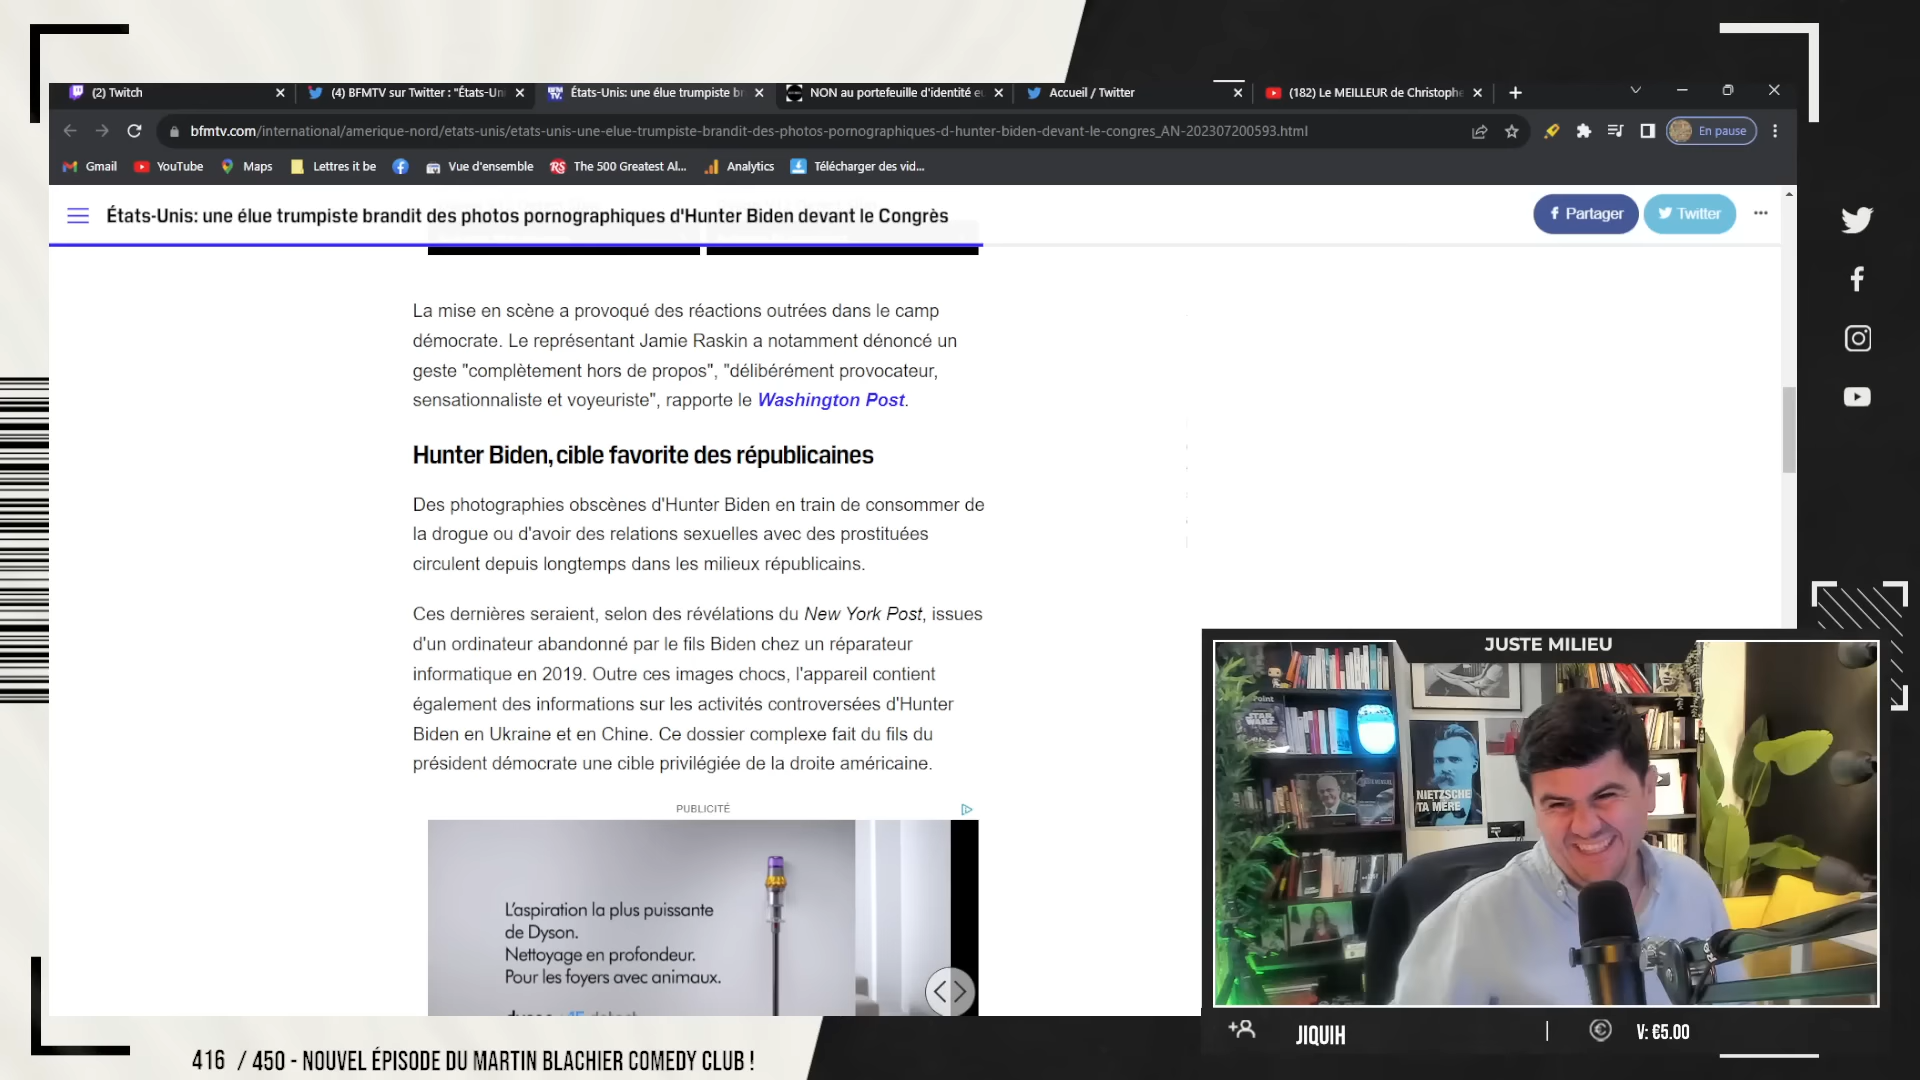 (2) Twitch
(4) BFMTV sur Twitter : "États-Un
États-Unis: une élue trumpiste br
NON au portefeuille d'identité e
Accueil / Twitter
(182) Le MEILLEUR de Christophe
bfmtv.com/international/amerique-nord/etats-unis/etats-unis-une-elue-trumpiste-brandit-des-photos-pornographiques-d-hunter-biden-devant-le-congres_AN-202307200593.html
En pause
Gmail
YouTube
Maps
Lettres it be
Vue d'ensemble
The 500 Greatest Al...
Analytics
Télécharger des vid...
États-Unis: une élue trumpiste brandit des photos pornographiques d'Hunter Biden devant le Congrès
Partager
Twitter
La mise en scène a provoqué des réactions outrées dans le camp
démocrate. Le représentant Jamie Raskin a notamment dénoncé un
geste "complètement hors de propos", "délibérément provocateur,
sensationnaliste et voyeuriste", rapporte le Washington Post.
Hunter Biden, cible favorite des républicaines
Des photographies obscènes d'Hunter Biden en train de consommer de
la drogue ou d'avoir des relations sexuelles avec des prostituées
circulent depuis longtemps dans les milieux républicains.
Ces dernières seraient, selon des révélations du New York Post, issues
d'un ordinateur abandonné par le fils Biden chez un réparateur
informatique en 2019. Outre ces images chocs, l'appareil contient
également des informations sur les activités controversées d'Hunter
Biden en Ukraine et en Chine. Ce dossier complexe fait du fils du
président démocrate une cible privilégiée de la droite américaine.
PUBLICITÉ
L'aspiration la plus puissante
de Dyson.
Nettoyage en profondeur.
Pour les foyers avec animaux.
JUSTE MILIEU
STAR
WARS
NIETZSCHE
TA MÈRE
JIQUIH
V: €5.00
416 / 450 - NOUVEL ÉPISODE DU MARTIN BLACHIER COMEDY CLUB !